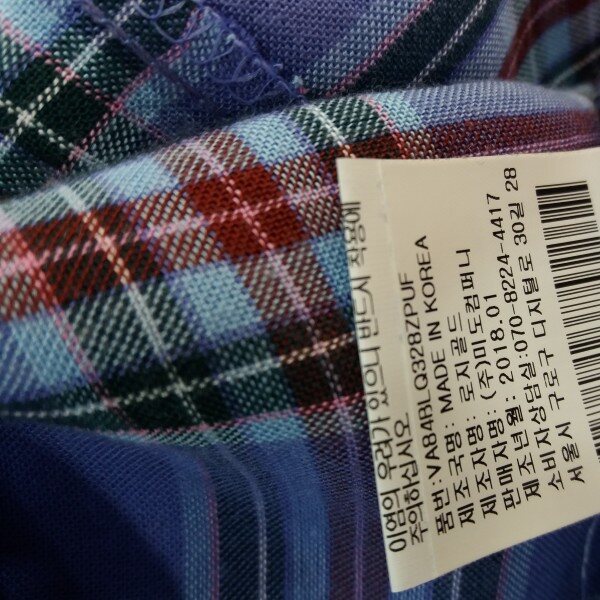 이염의 우려가 있으니 반드시 착용에
주의하십시오
품번: VA84BLQ328ZPUF
제조국명: MADE IN KOREA
제조자명: 로지골드
판매자명: (주)미도컴퍼니
제조년월: 2018.01
소비자상담실:070-8224-4417
서울시 구로구 디지털로 30길 28